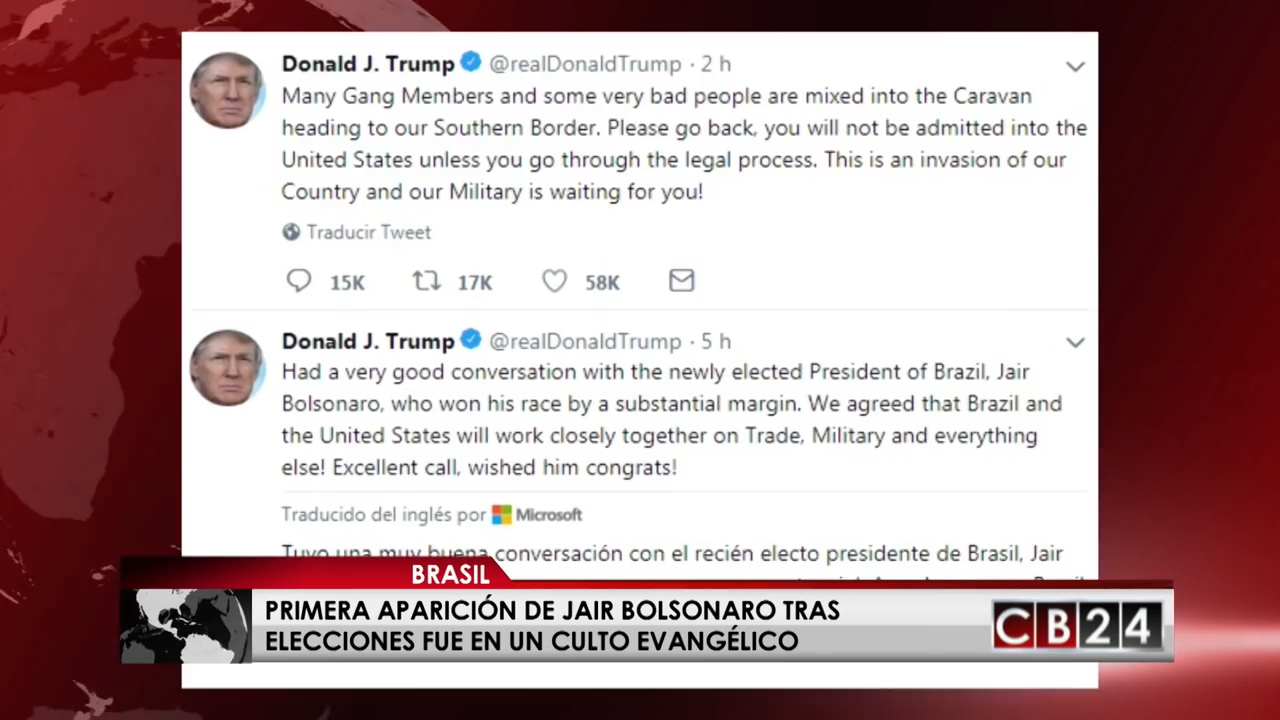 Donald J. Trump @realDonaldTrump · 2 h
Many Gang Members and some very bad people are mixed into the Caravan
heading to our Southern Border. Please go back, you will not be admitted into the
United States unless you go through the legal process. This is an invasion of our
Country and our Military is waiting for you!
Traducir Tweet
15K 17K 58K
Donald J. Trump @realDonaldTrump · 5 h
Had a very good conversation with the newly elected President of Brazil, Jair
Bolsonaro, who won his race by a substantial margin. We agreed that Brazil and
the United States will work closely together on Trade, Military and everything
else! Excellent call, wished him congrats!
Traducido del inglés por Microsoft
Tuvo una muy buena conversación con el recién electo presidente de Brasil, Jair
BRASIL
PRIMERA APARICIÓN DE JAIR BOLSONARO TRAS
ELECCIONES FUE EN UN CULTO EVANGÉLICO
CB24